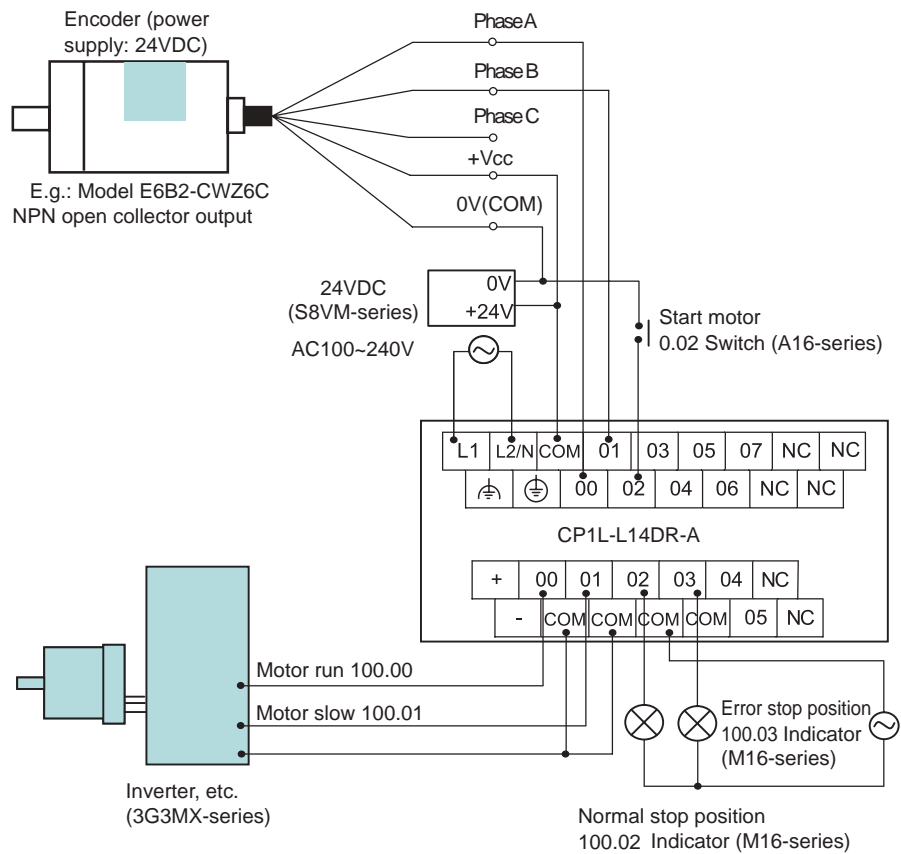 Encoder (power
supply: 24VDC)
Phase A
Phase B
Phase C
+Vcc
0V(COM)
E.g.: Model E6B2-CWZ6C
NPN open collector output
24VDC
(S8VM-series)
0V
+24V
AC100~240V
Start motor
0.02 Switch (A16-series)
L1 L2/N COM 01 03 05 07 NC NC
00 02 04 06 NC NC
CP1L-L14DR-A
+ 00 01 02 03 04 NC
- COM COM COM COM 05 NC
Motor run 100.00
Motor slow 100.01
Error stop position
100.03 Indicator
(M16-series)
Inverter, etc.
(3G3MX-series)
Normal stop position
100.02 Indicator (M16-series)